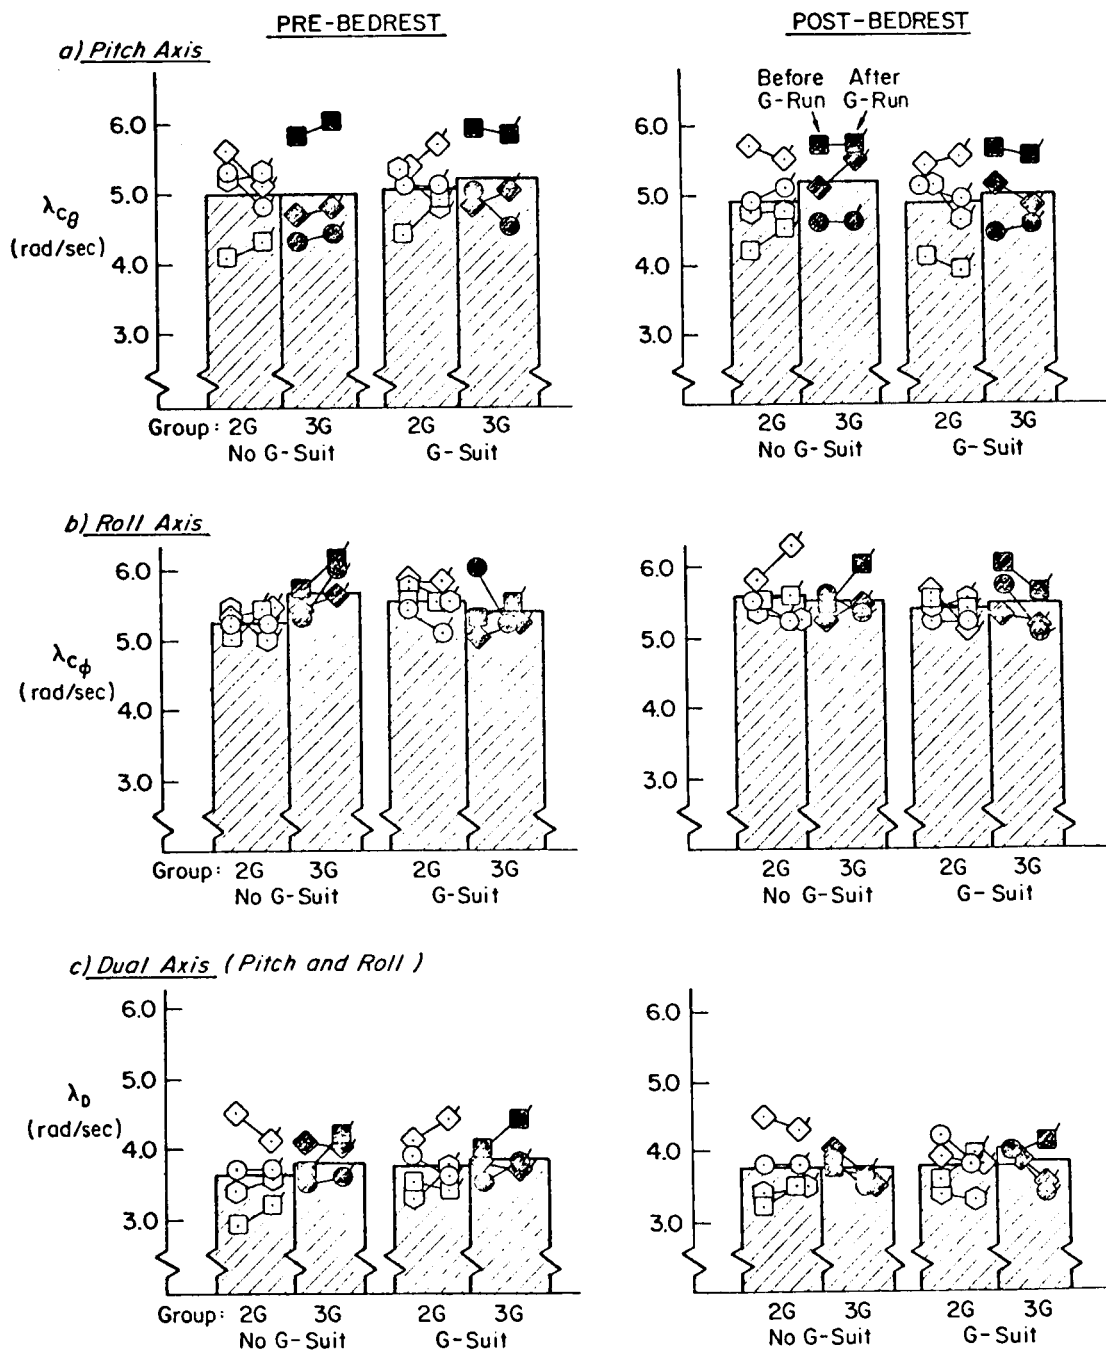 PRE-BEDREST
POST-BEDREST
a) Pitch Axis
Before After
G-Run G-Run
6.0
5.0
4.0
3.0
λcθ
(rad/sec)
6.0
5.0
4.0
3.0
Group: 2G 3G 2G 3G
No G-Suit G-Suit
2G 3G 2G 3G
No G-Suit G-Suit
b) Roll Axis
6.0
5.0
4.0
3.0
λcϕ
(rad/sec)
6.0
5.0
4.0
3.0
Group: 2G 3G 2G 3G
No G-Suit G-Suit
2G 3G 2G 3G
No G-Suit G-Suit
c) Dual Axis (Pitch and Roll)
6.0
5.0
4.0
3.0
λD
(rad/sec)
6.0
5.0
4.0
3.0
Group: 2G 3G 2G 3G
No G-Suit G-Suit
2G 3G 2G 3G
No G-Suit G-Suit